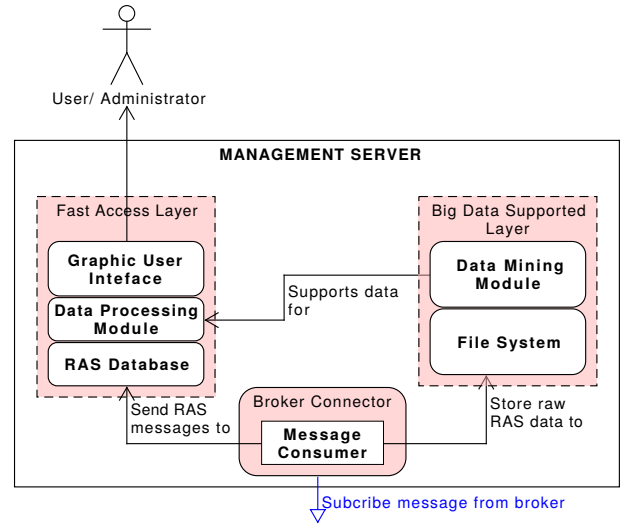 User/ Administrator
MANAGEMENT SERVER
Fast Access Layer
Graphic User
Inteface
Data Processing
Module
RAS Database
Big Data Supported
Layer
Data Mining
Module
File System
Supports data
for
Send RAS
messages to
Broker Connector
Message
Consumer
Store raw
RAS data to
Subcribe message from broker